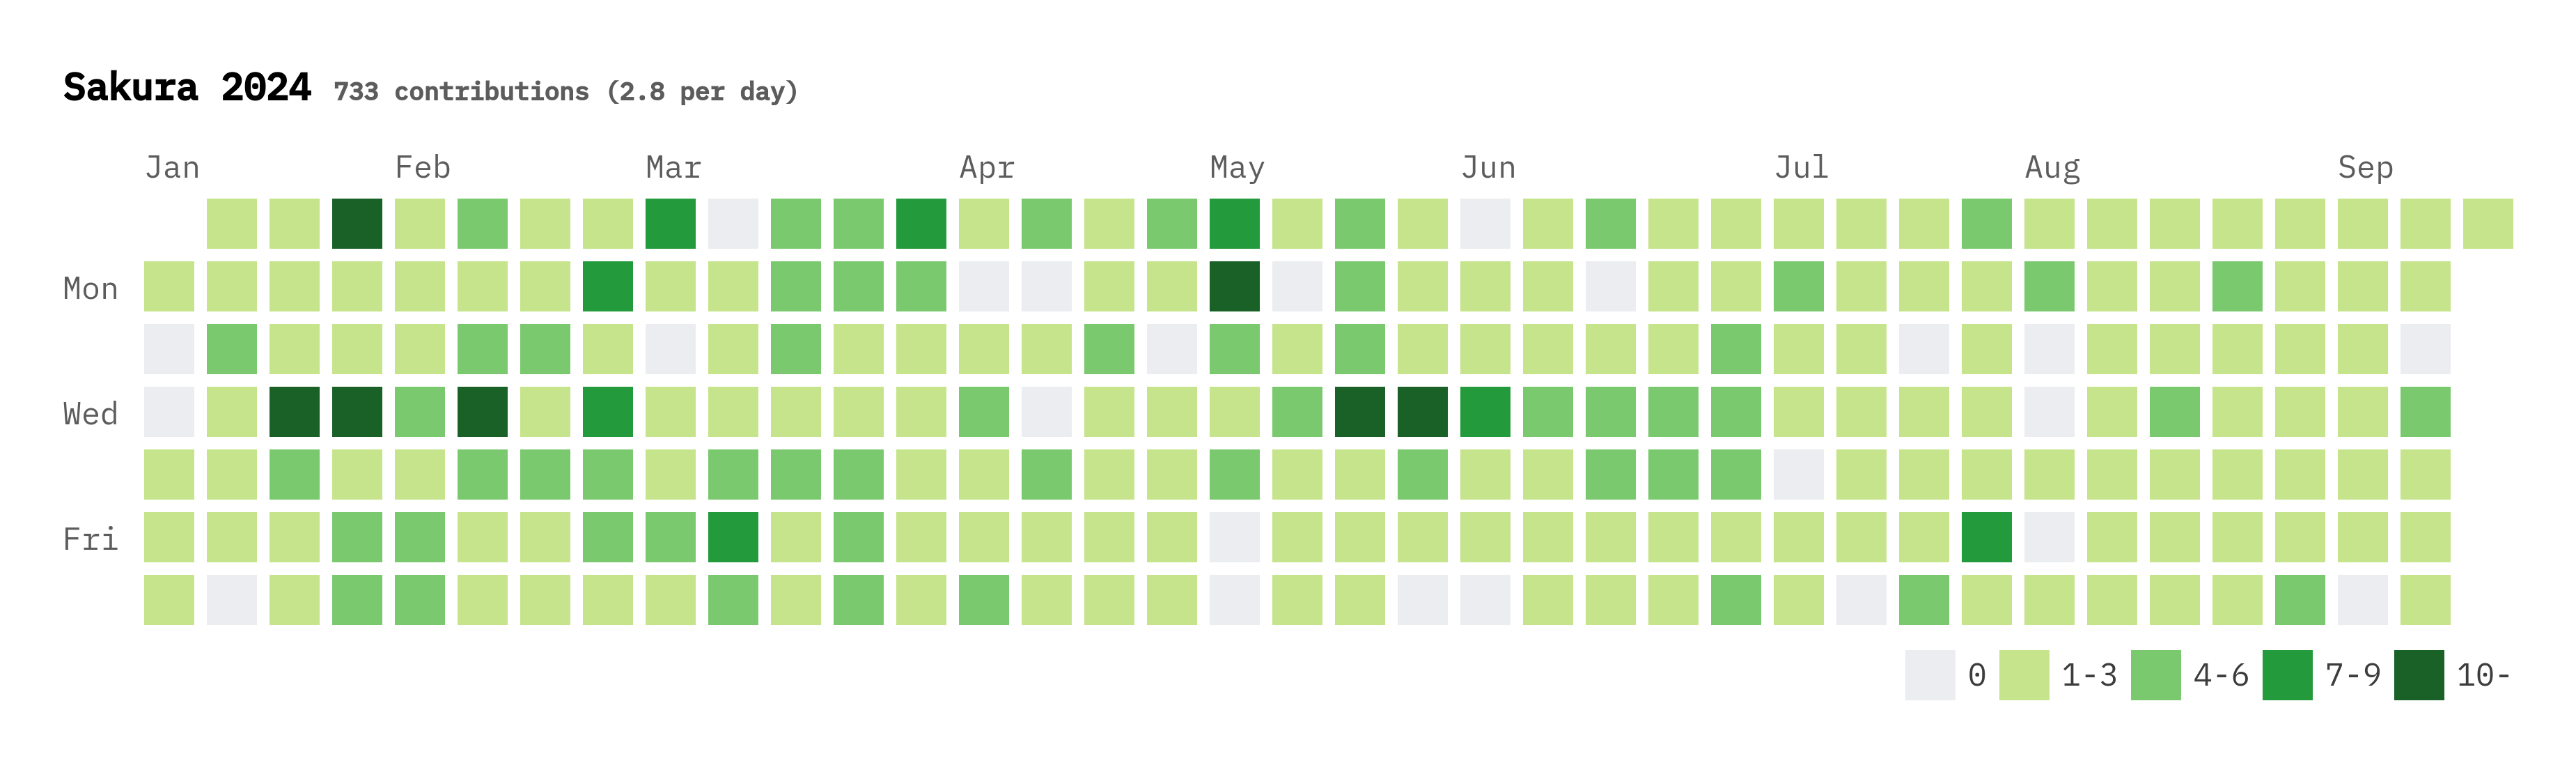 Sakura 2024 733 contributions (2.8 per day)
Jan Feb Mar Apr May Jun Jul Aug Sep
Mon
Wed
Fri
0 1-3 4-6 7-9 10-